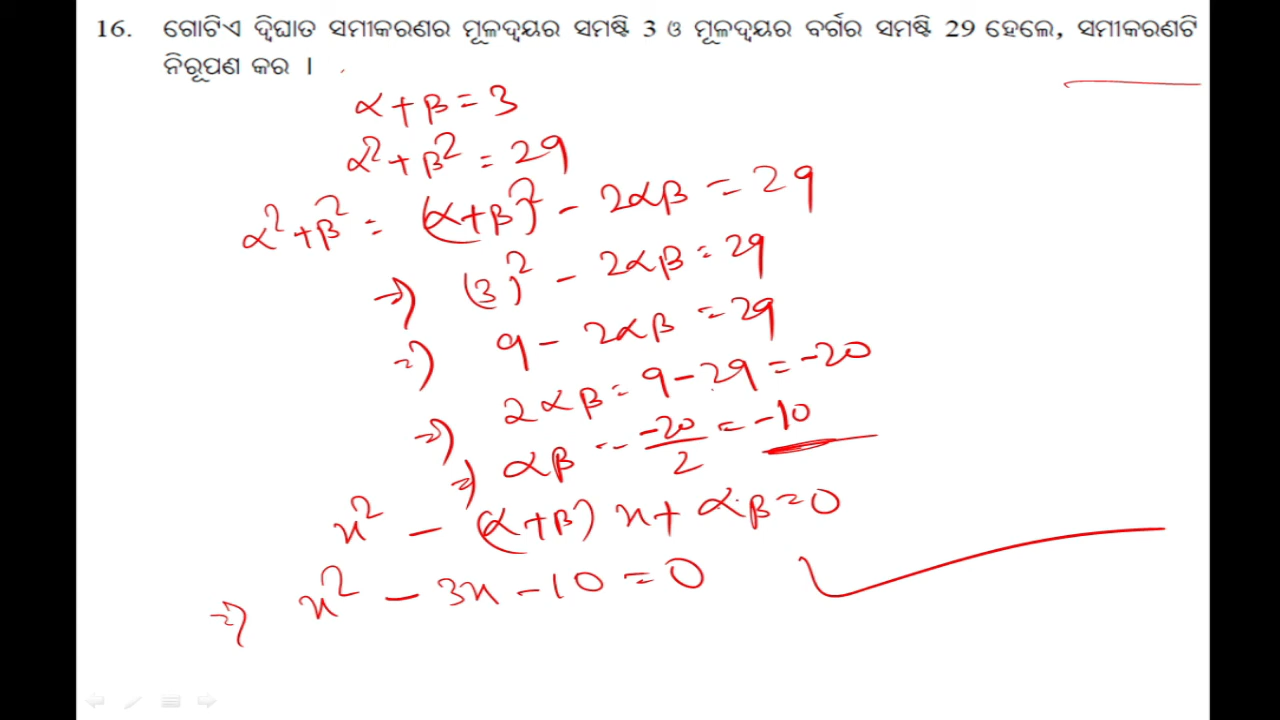 16. ଗୋଟିଏ ଦ୍ୱିଘାତ ସମୀକରଣର ମୂଳଦ୍ୱୟର ସମଷ୍ଟି 3 ଓ ମୂଳଦ୍ୱୟର ବର୍ଗର ସମଷ୍ଟି 29 ହେଲେ, ସମୀକରଣଟି
ନିରୂପଣ କର ।
α+β=3
α²+β²=29
α²+β² = (α+β)² - 2αβ = 29
⇒) (3)² - 2αβ = 29
⇒) 9 - 2αβ = 29
⇒) 2αβ = 9-29 = -20
⇒) αβ = -20/2 = -10
x² - (α+β)x + α.β=0
⇒) x² - 3x - 10 = 0